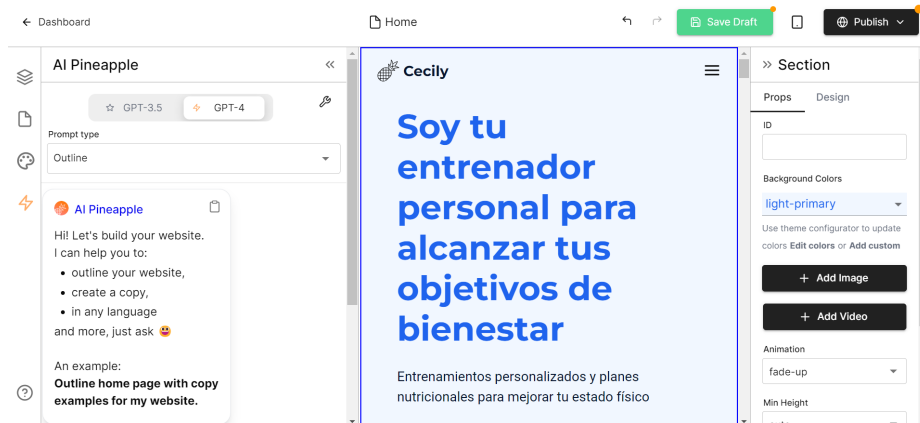 Dashboard
Home
Save Draft
Publish
AI Pineapple
GPT-3.5
GPT-4
Prompt type
Outline
AI Pineapple
Hi! Let's build your website.
I can help you to:
• outline your website,
• create a copy,
• in any language
and more, just ask 😃
An example:
Outline home page with copy
examples for my website.
Cecily
Soy tu
entrenador
personal para
alcanzar tus
objetivos de
bienestar
Entrenamientos personalizados y planes
nutricionales para mejorar tu estado físico
Section
Props
Design
ID
Background Colors
light-primary
Use theme configurator to update
colors Edit colors or Add custom
+ Add Image
+ Add Video
Animation
fade-up
Min Height